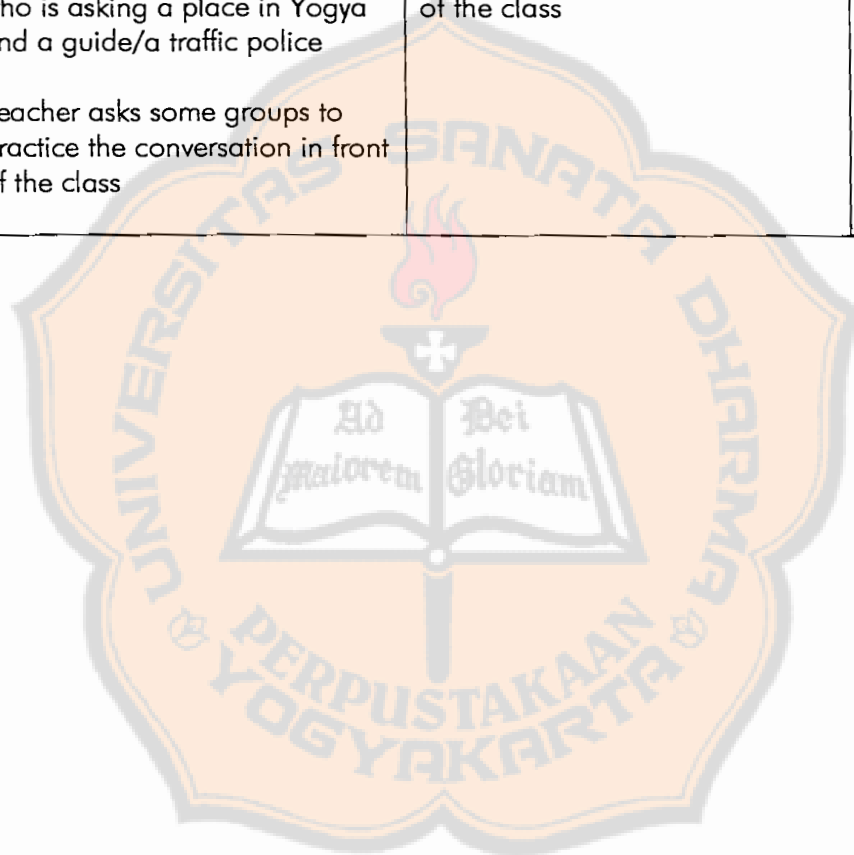 ho is asking a place in Yogya
nd a guide/a traffic police
eacher asks some groups to
ractice the conversation in front
f the class
of the class
UNIVERSITAS SANATA DHARMA
Ad
maiorem
Dei
Gloriam
PERPUSTAKAAN
YOGYAKARTA